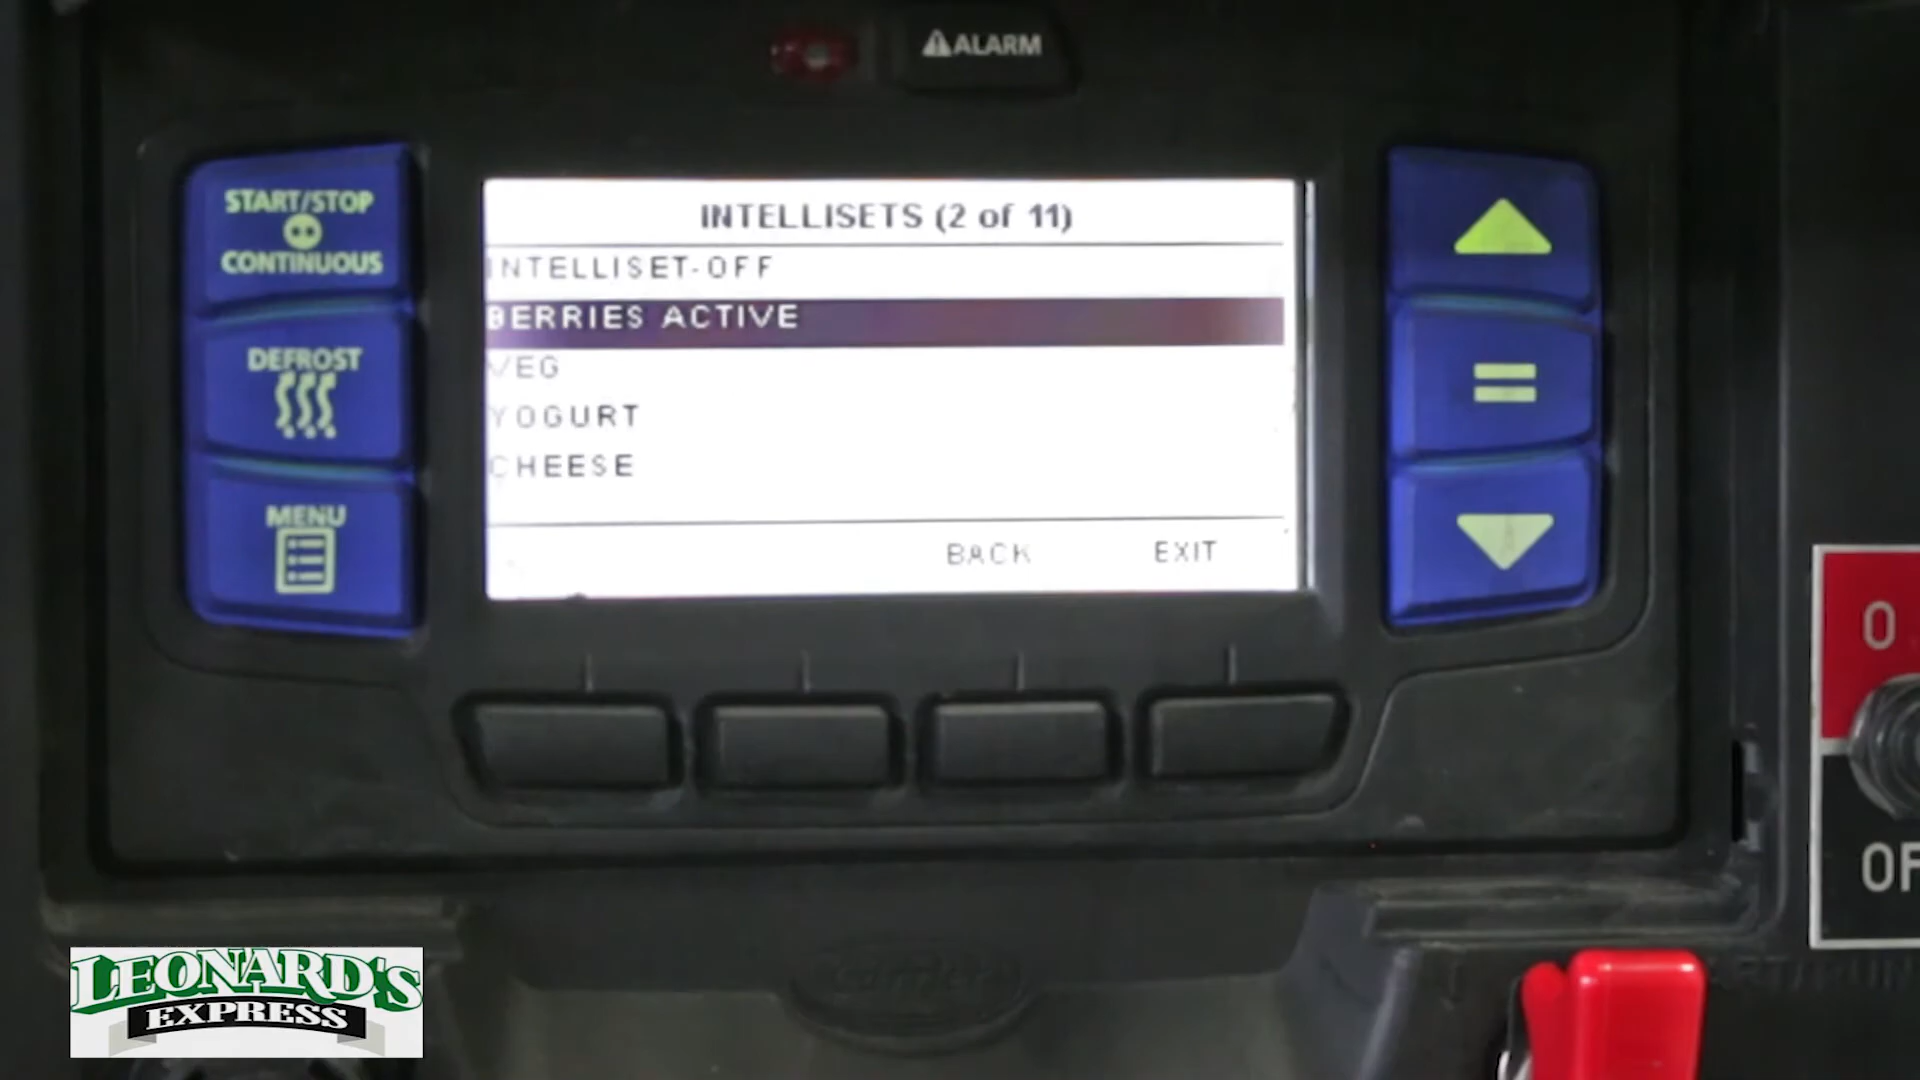 ALARM
START/STOP
CONTINUOUS
DEFROST
MENU
INTELLISETS (2 of 11)
INTELLISET-OFF
BERRIES ACTIVE
VEG
YOGURT
CHEESE
BACK EXIT
O
OF
LEONARD'S
EXPRESS